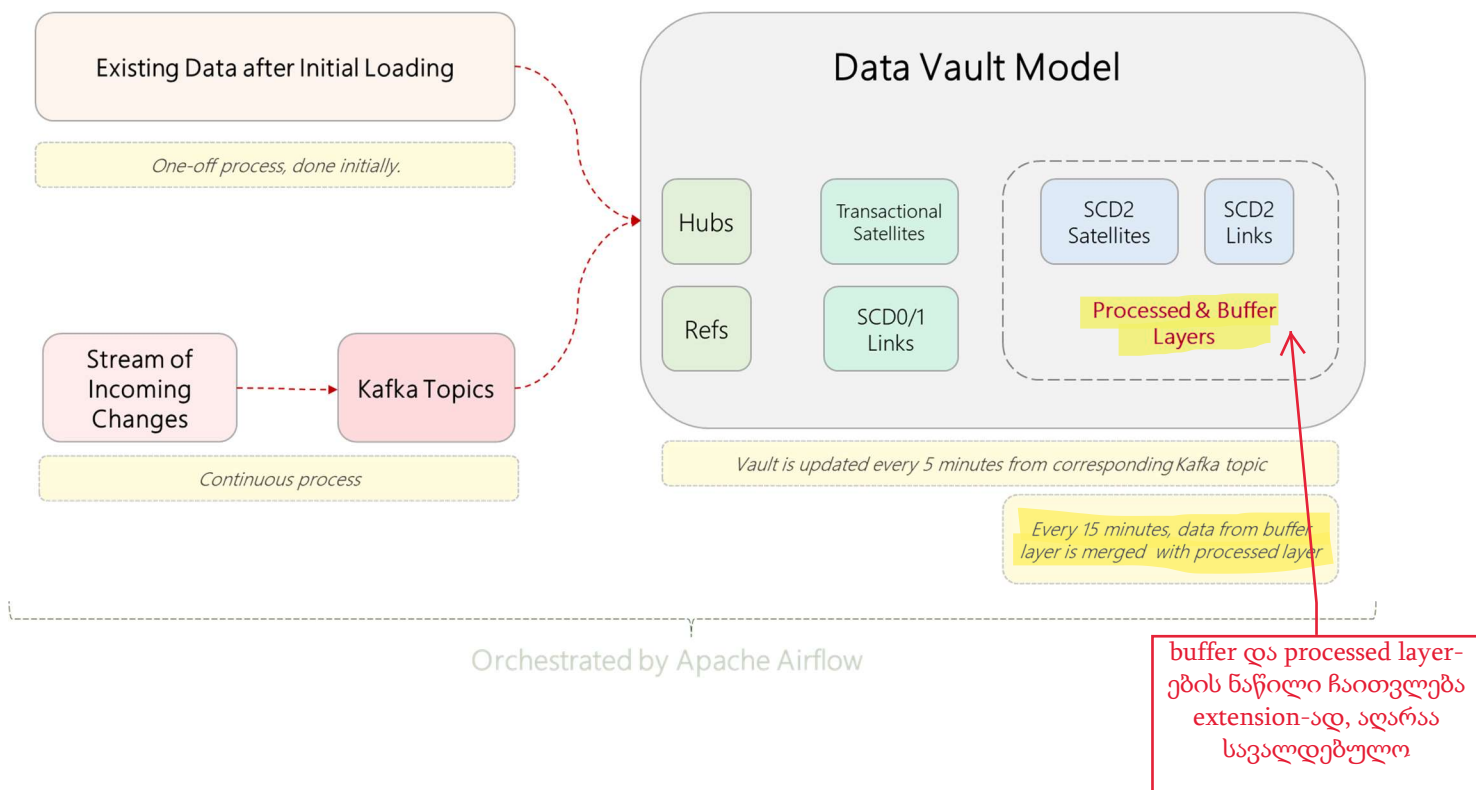 Existing Data after Initial Loading
One-off process, done initially.
Stream of
Incoming
Changes
Kafka Topics
Continuous process
Data Vault Model
Hubs
Transactional
Satellites
SCD2
Satellites
SCD2
Links
Refs
SCD0/1
Links
Processed & Buffer
Layers
Vault is updated every 5 minutes from corresponding Kafka topic
Every 15 minutes, data from buffer
layer is merged with processed layer
Orchestrated by Apache Airflow
buffer და processed layer-
ების ნაწილი ჩაითვლება
extension-ად, აღარაა
სავალდებულო